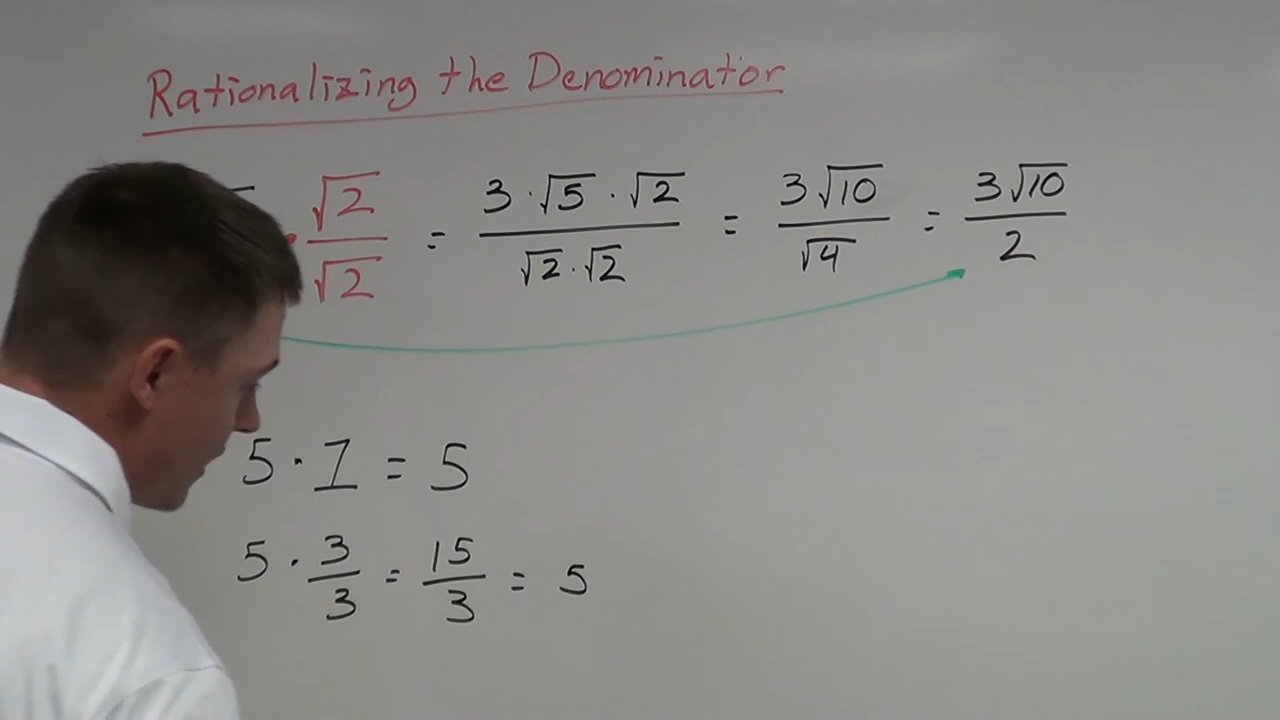 Rationalizing the Denominator
· √2/√2 = 3·√5·√2/√2·√2 = 3√10/√4 = 3√10/2
5·1 = 5
5·3/3 = 15/3 = 5